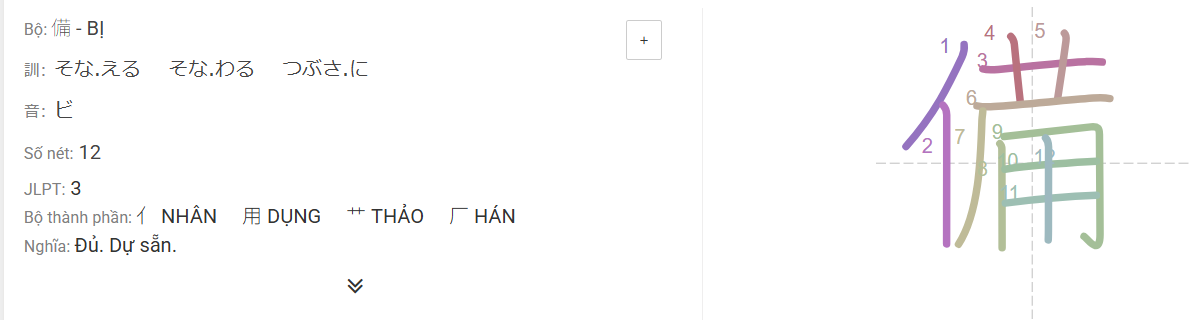 Bộ: 備 - BỊ
+
訓: そな.える そな.わる つぶさ.に
音: ビ
Số nét: 12
JLPT: 3
Bộ thành phần: 亻 NHÂN 用 DỤNG 艹 THẢO 厂 HÁN
Nghĩa: Đủ. Dự sẵn.
備
1
2
3
4
5
6
7
8
9
10
11
12